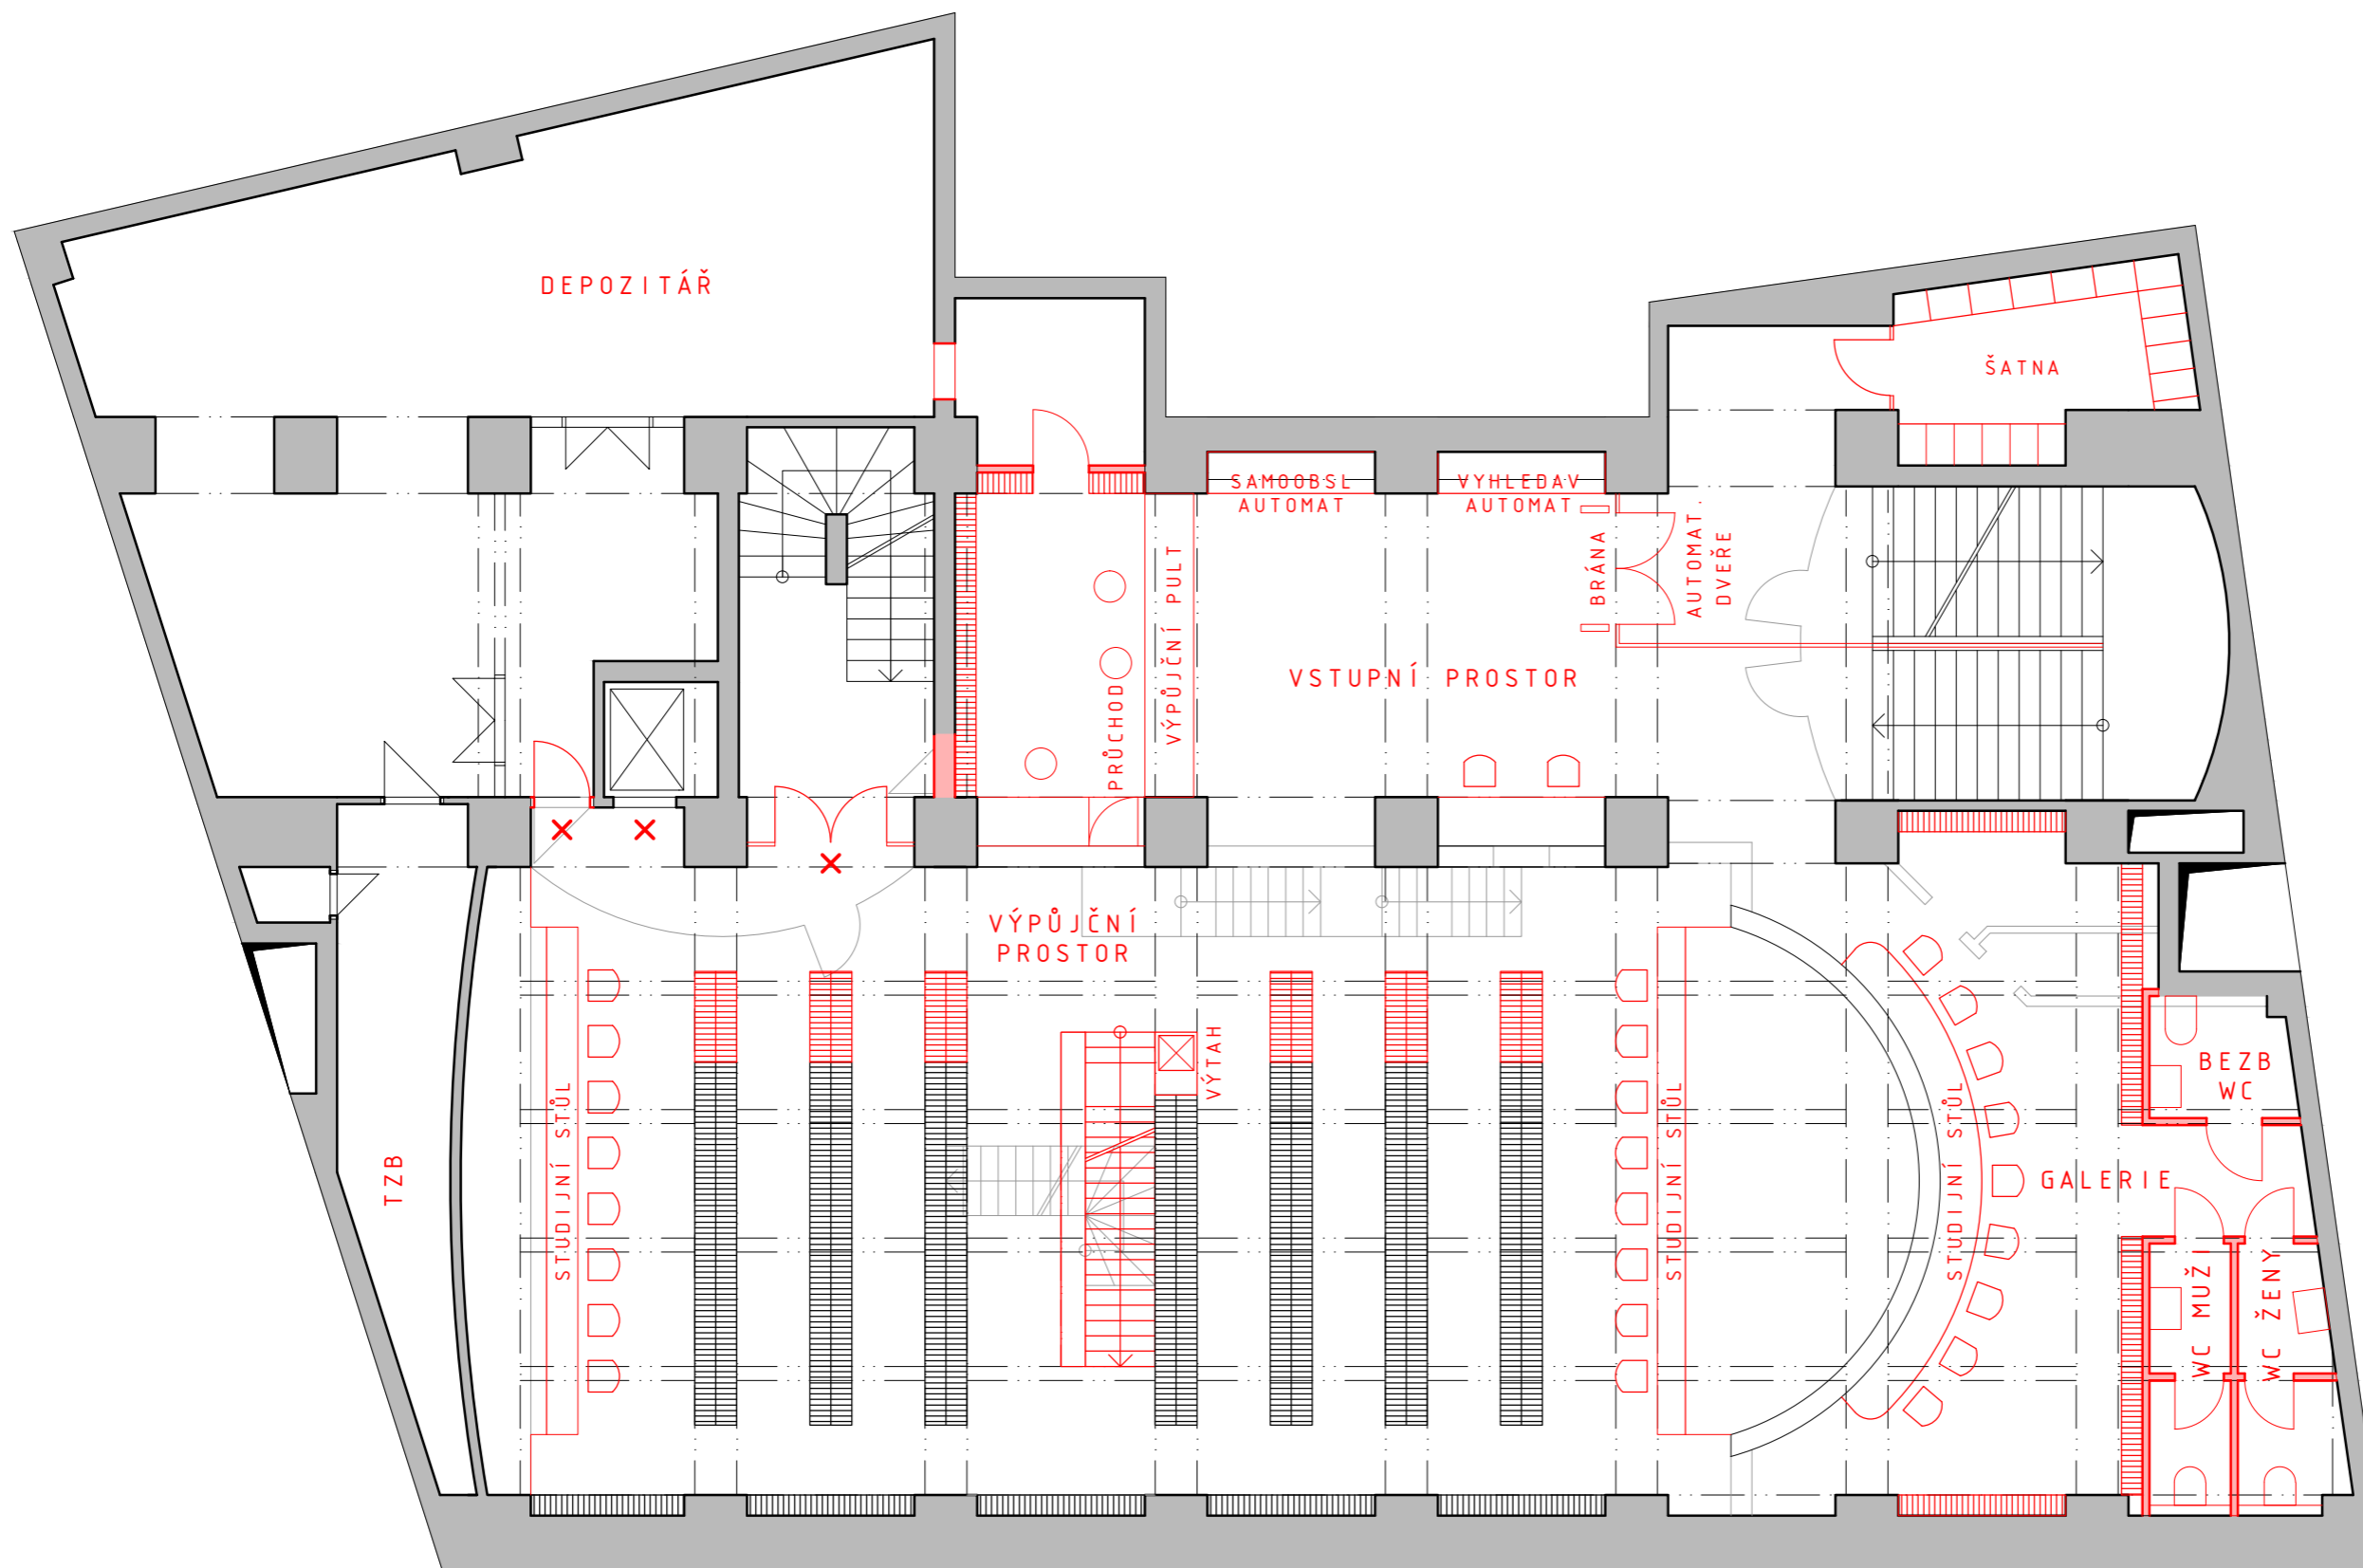 DEPOZITÁŘ
ŠATNA
SAMOOBSL
AUTOMAT
VYHLEDAV
AUTOMAT
BRÁNA
AUTOMAT.
DVEŘE
VÝPŮJČNÍ PULT
PRŮCHOD
VSTUPNÍ PROSTOR
VÝPŮJČNÍ
PROSTOR
VÝTAH
STUDIJNÍ STŮL
STUDIJNÍ STŮL
STUDIJNÍ STŮL
TZB
BEZB
WC
GALERIE
WC MUŽI
WC ŽENY